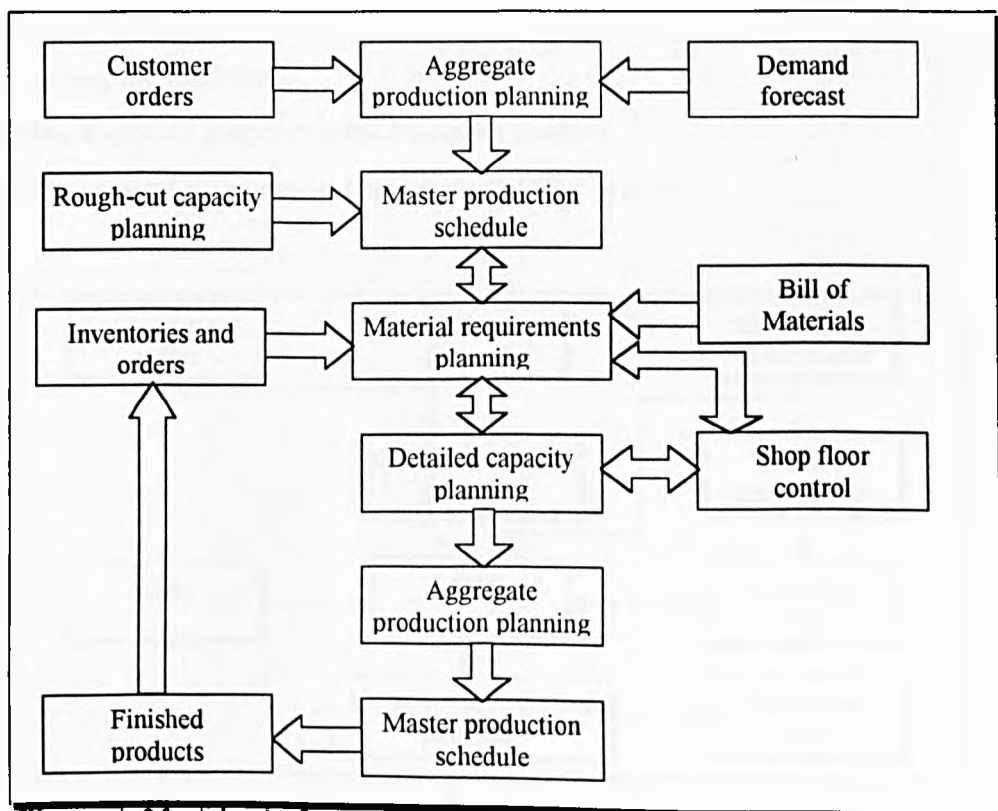 Customer
orders
Aggregate
production planning
Demand
forecast
Rough-cut capacity
planning
Master production
schedule
Bill of
Materials
Inventories and
orders
Material requirements
planning
Detailed capacity
planning
Shop floor
control
Aggregate
production planning
Finished
products
Master production
schedule